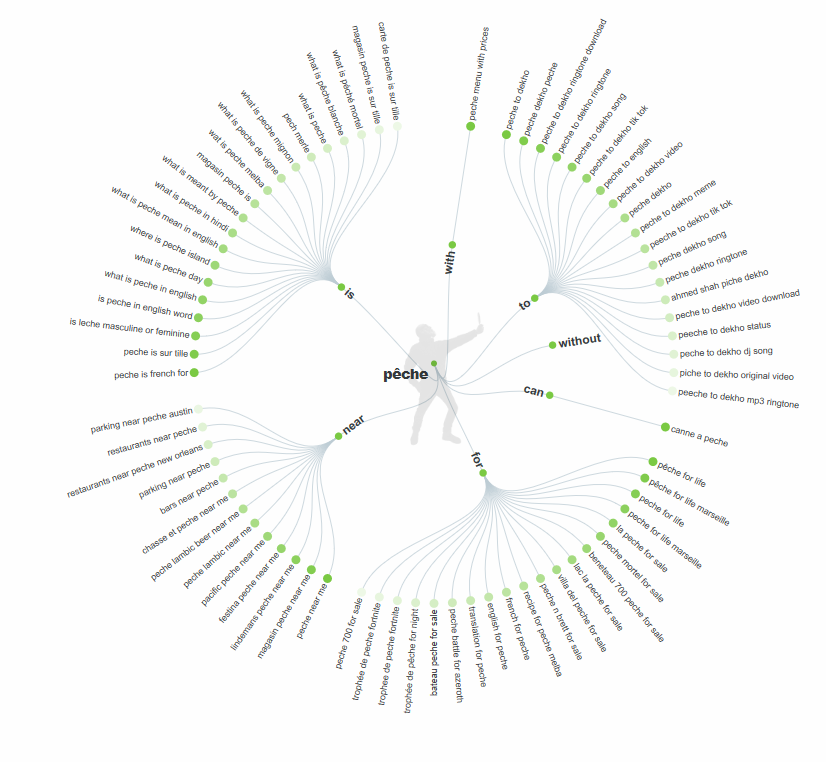 pêche
is
carte de peche is sur tille
magasin peche is sur tille
what is pêché mortel
what is pêche blanche
what is peche
pech merle
what is peche mignon
what is peche de vigne
wat is peche melba
magasin peche is
what is meant by peche
what is peche in hindi
what is peche mean in english
where is peche island
what is peche day
what is peche in english
is peche in english word
is leche masculine or feminine
peche is sur tille
peche is french for
with
peche menu with prices
to
peche to dekho
peche dekho peche
peche to dekho ringtone download
peche to dekho ringtone
peche to dekho song
peche to dekho tik tok
peche to english
peche to dekho video
peche dekho
peche to dekho meme
peeche to dekho tik tok
peche dekho song
peche dekho ringtone
ahmed shah piche dekho
peche to dekho video download
peeche to dekho status
peche to dekho dj song
piche to dekho original video
peeche to dekho mp3 ringtone
without
can
canne a peche
for
pêche for life
pêche for life marseille
peche for life
peche for life marseille
la peche for sale
peche mortel for sale
beneteau 700 peche for sale
lac la peche for sale
villa del peche for sale
peche n brett for sale
recipe for peche melba
french for peche
english for peche
translation for peche
peche battle for azeroth
bateau peche for sale
trophée de pêche for night
trophee de peche fortnite
trophée de peche fortnite
peche 700 for sale
near
parking near peche austin
restaurants near peche
restaurants near peche new orleans
parking near peche
bars near peche
chasse et peche near me
peche lambic beer near me
peche lambic near me
pacific peche near me
festina peche near me
lindemans peche near me
magasin peche near me
peche near me